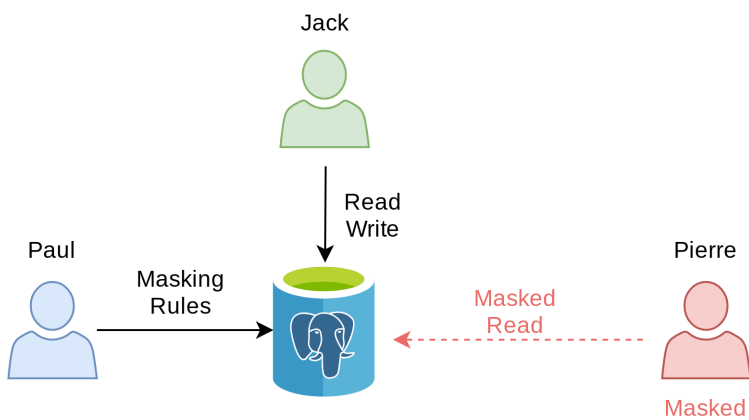 Jack
Read
Write
Paul
Pierre
Masking
Rules
Masked
Read
Masked